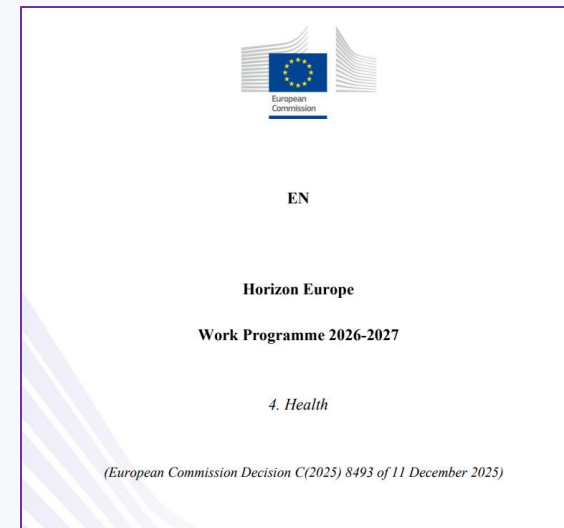 European
Commission
EN
Horizon Europe
Work Programme 2026-2027
4. Health
(European Commission Decision C(2025) 8493 of 11 December 2025)